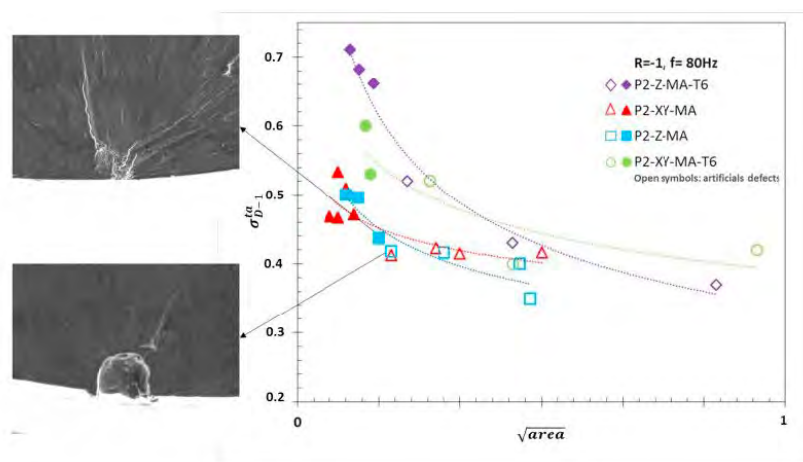 0.7
0.6
0.5
0.4
0.3
0.2
σ_{D-1}^{ta}
0
1
√area
R=-1, f= 80Hz
P2-Z-MA-T6
P2-XY-MA
P2-Z-MA
P2-XY-MA-T6
Open symbols: artificials defects